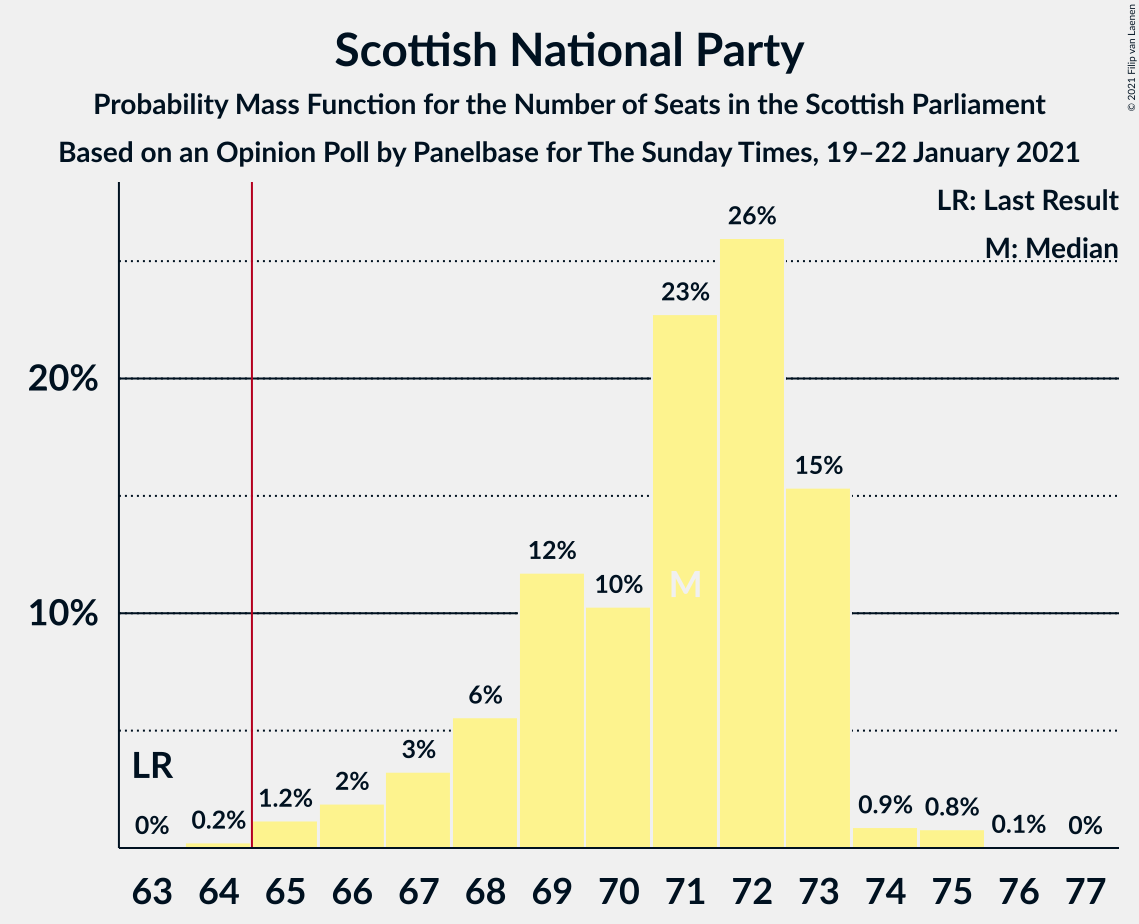 Scottish National Party
Probability Mass Function for the Number of Seats in the Scottish Parliament
Based on an Opinion Poll by Panelbase for The Sunday Times, 19–22 January 2021
© 2021 Filip van Laenen
LR: Last Result
M: Median
26%
23%
20%
15%
12%
10%
M
10%
6%
3%
LR
2%
1.2%
0.9%
0.8%
0.2%
0.1%
0%
0%
63 64 65 66 67 68 69 70 71 72 73 74 75 76 77